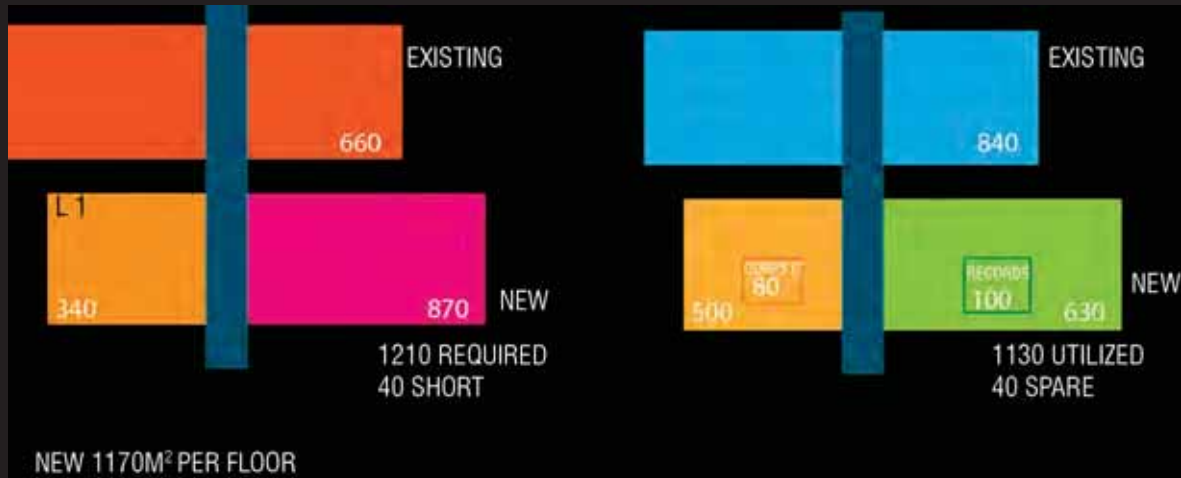 EXISTING
660
L 1
340
870
NEW
1210 REQUIRED
40 SHORT
NEW 1170M² PER FLOOR
EXISTING
840
80
500
RECORDS
100
630
NEW
1130 UTILIZED
40 SPARE